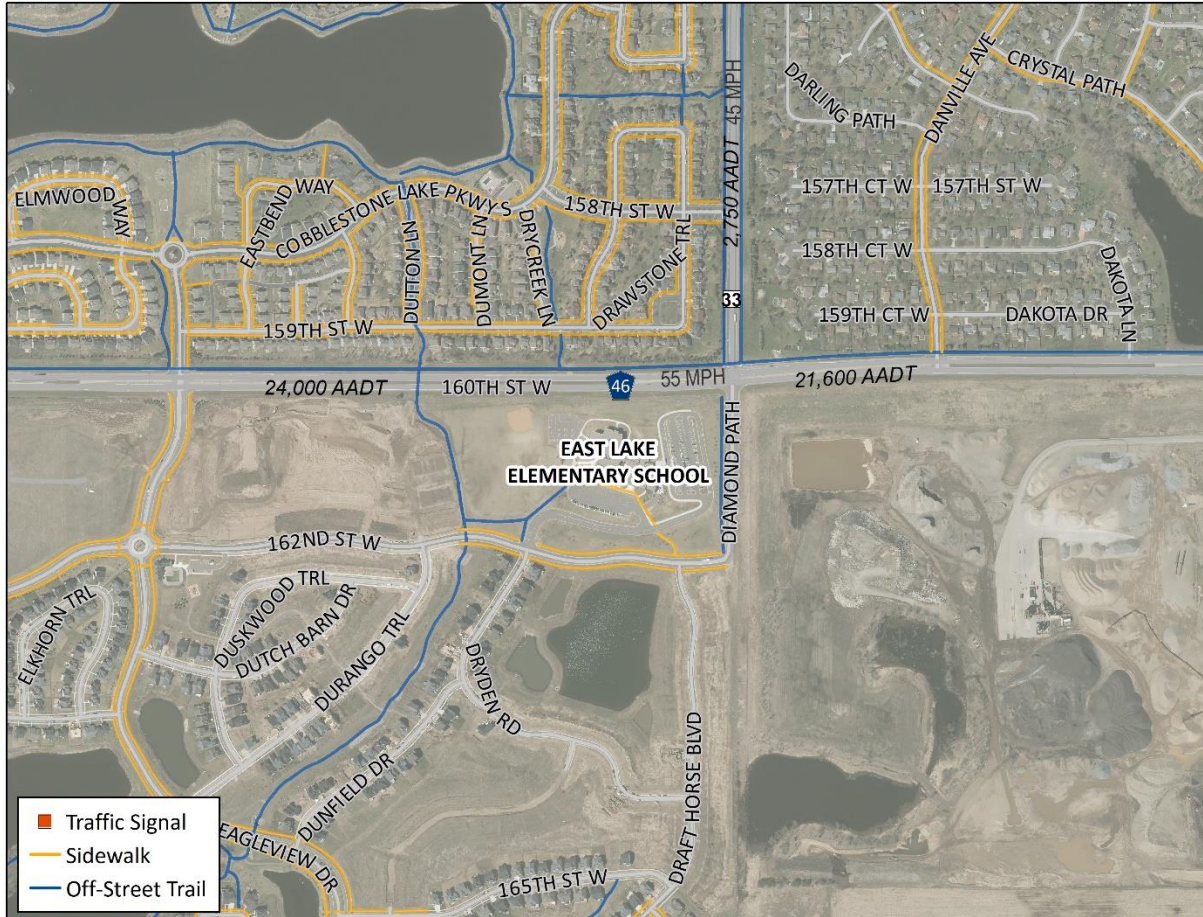 45 MPH
2,750 AADT
DARLING PATH
DANVILLE AVE
CRYSTAL PATH
ELMWOOD
WAY
EASTBEND WAY
COBBLESTONE LAKE PKWY S
DUTTON LN
DUMONT LN
DRYCREEK LN
158TH ST W
DRAWSTONE TRL
157TH CT W
157TH ST W
158TH CT W
DAKOTA LN
33
159TH ST W
159TH CT W
DAKOTA DR
24,000 AADT
160TH ST W
46
55 MPH
21,600 AADT
EAST LAKE
ELEMENTARY SCHOOL
DIAMOND PATH
162ND ST W
ELKHORN TRL
DUSKWOOD TRL
DUTCH BARN DR
DURANGO TRL
DRYDEN RD
DUNFIELD DR
DRAFT HORSE BLVD
EAGLEVIEW DR
165TH ST W
Traffic Signal
Sidewalk
Off-Street Trail